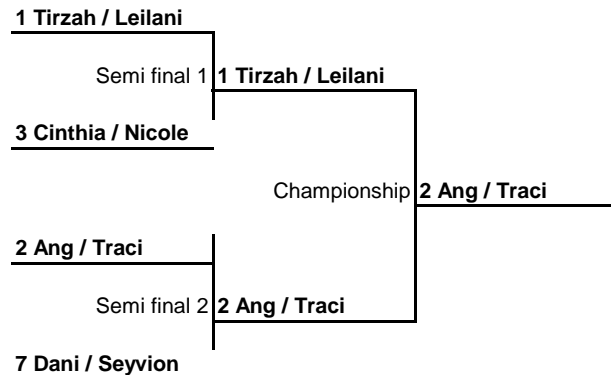 1 Tirzah / Leilani
Semi final 1 1 Tirzah / Leilani
3 Cinthia / Nicole
Championship 2 Ang / Traci
2 Ang / Traci
Semi final 2 2 Ang / Traci
7 Dani / Seyvion